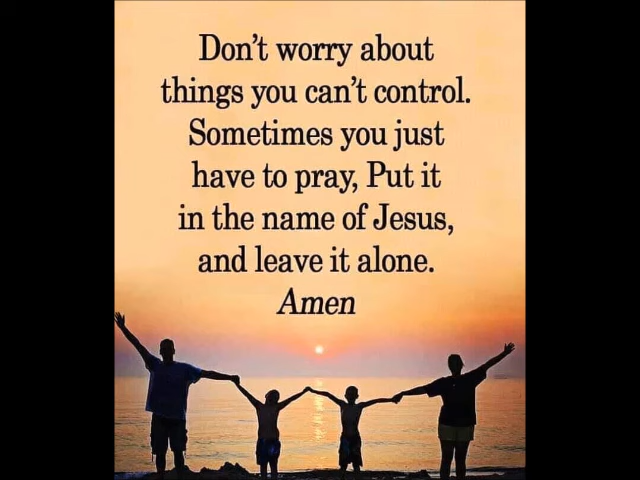 Don't worry about
things you can't control.
Sometimes you just
have to pray, Put it
in the name of Jesus,
and leave it alone.
Amen